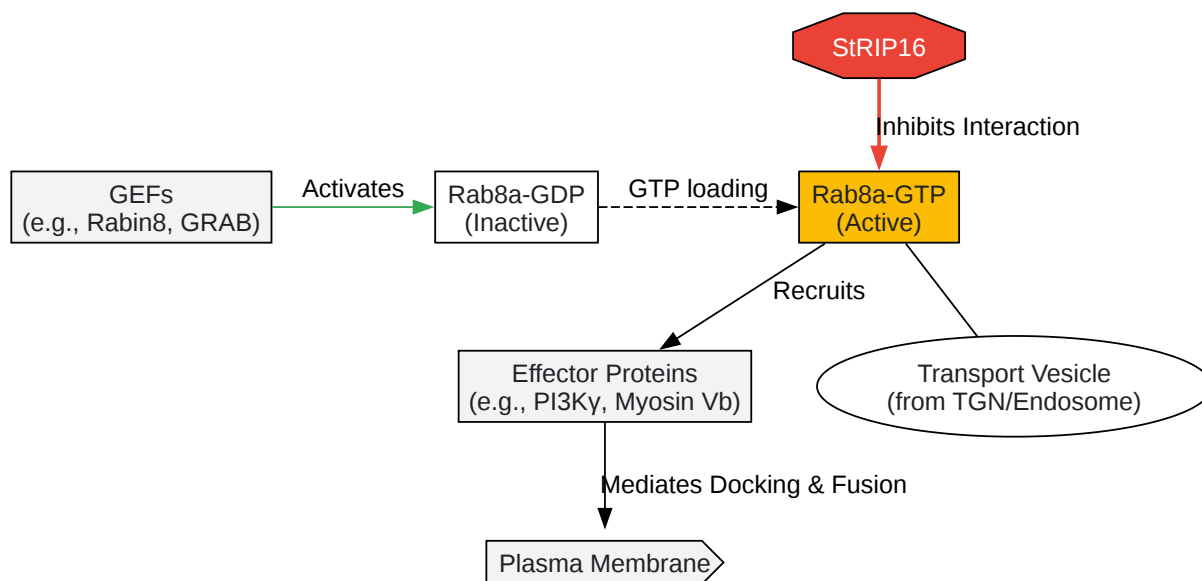 StRIP16
Inhibits Interaction
GEFs
(e.g., Rabin8, GRAB)
Activates
Rab8a-GDP
(Inactive)
GTP loading
Rab8a-GTP
(Active)
Recruits
Effector Proteins
(e.g., PI3Kγ, Myosin Vb)
Transport Vesicle
(from TGN/Endosome)
Mediates Docking & Fusion
Plasma Membrane